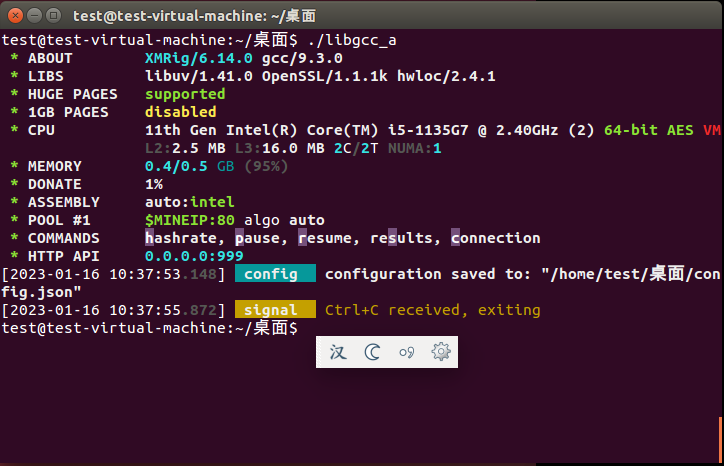 test@test-virtual-machine: ~/桌面
test@test-virtual-machine:~/桌面$ ./libgcc_a
* ABOUT XMRig/6.14.0 gcc/9.3.0
* LIBS libuv/1.41.0 OpenSSL/1.1.1k hwloc/2.4.1
* HUGE PAGES supported
* 1GB PAGES disabled
* CPU 11th Gen Intel(R) Core(TM) i5-1135G7 @ 2.40GHz (2) 64-bit AES VM
L2:2.5 MB L3:16.0 MB 2C/2T NUMA:1
* MEMORY 0.4/0.5 GB (95%)
* DONATE 1%
* ASSEMBLY auto:intel
* POOL #1 $MINEIP:80 algo auto
* COMMANDS hashrate, pause, resume, results, connection
* HTTP API 0.0.0.0:999
[2023-01-16 10:37:53.148] config configuration saved to: "/home/test/桌面/con
fig.json"
[2023-01-16 10:37:55.872] signal Ctrl+C received, exiting
test@test-virtual-machine:~/桌面$
汉